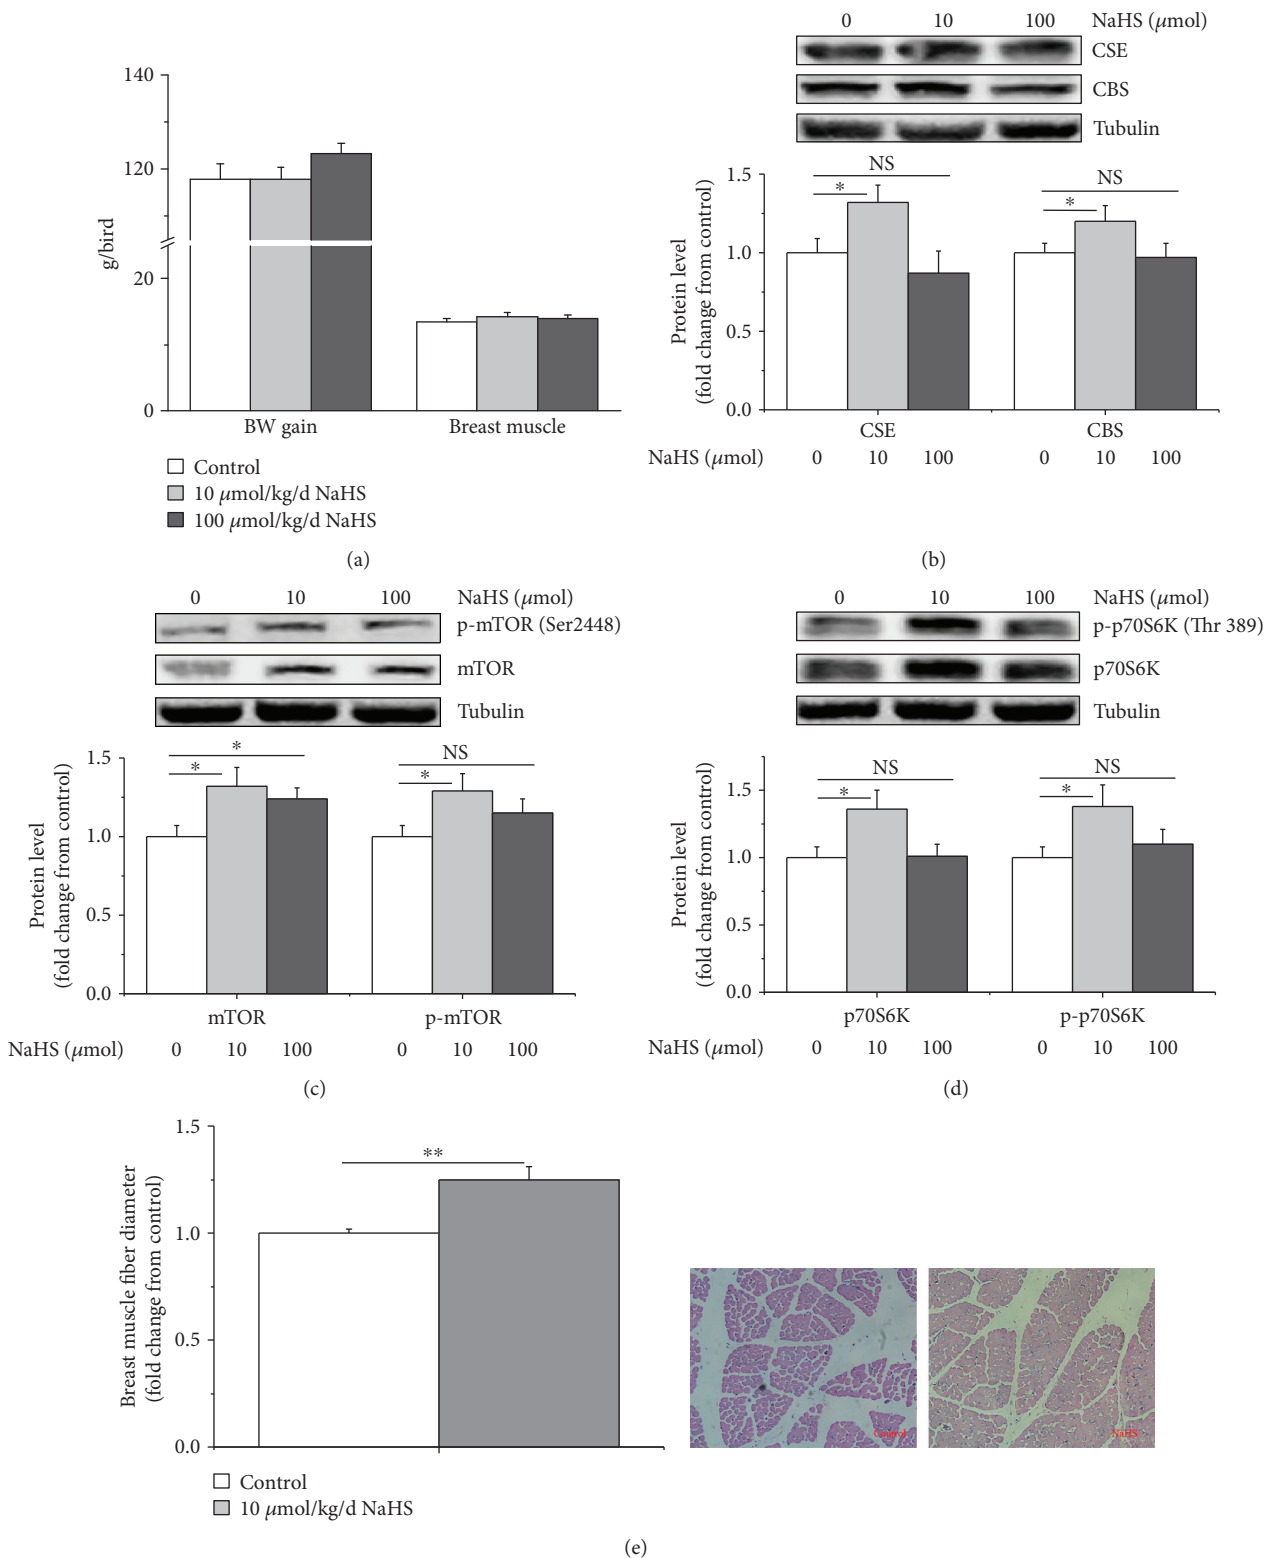 140
120
20
0
g/bird
BW gain
Breast muscle
Control
10 μmol/kg/d NaHS
100 μmol/kg/d NaHS
(a)
0 10 100 NaHS (μmol)
CSE
CBS
Tubulin
1.5
1.0
0.5
0.0
Protein level
(fold change from control)
NS
*
NS
*
CSE CBS
NaHS (μmol) 0 10 100 0 10 100
(b)
0 10 100 NaHS (μmol)
p-mTOR (Ser2448)
mTOR
Tubulin
1.5
1.0
0.5
0.0
Protein level
(fold change from control)
*
*
NS
*
mTOR p-mTOR
NaHS (μmol) 0 10 100 0 10 100
(c)
0 10 100 NaHS (μmol)
p-p70S6K (Thr 389)
p70S6K
Tubulin
1.5
1.0
0.5
0.0
Protein level
(fold change from control)
NS
*
NS
*
p70S6K p-p70S6K
NaHS (μmol) 0 10 100 0 10 100
(d)
1.5
1.0
0.5
0.0
Breast muscle fiber diameter
(fold change from control)
**
Control
10 μmol/kg/d NaHS
Control
NaHS
(e)